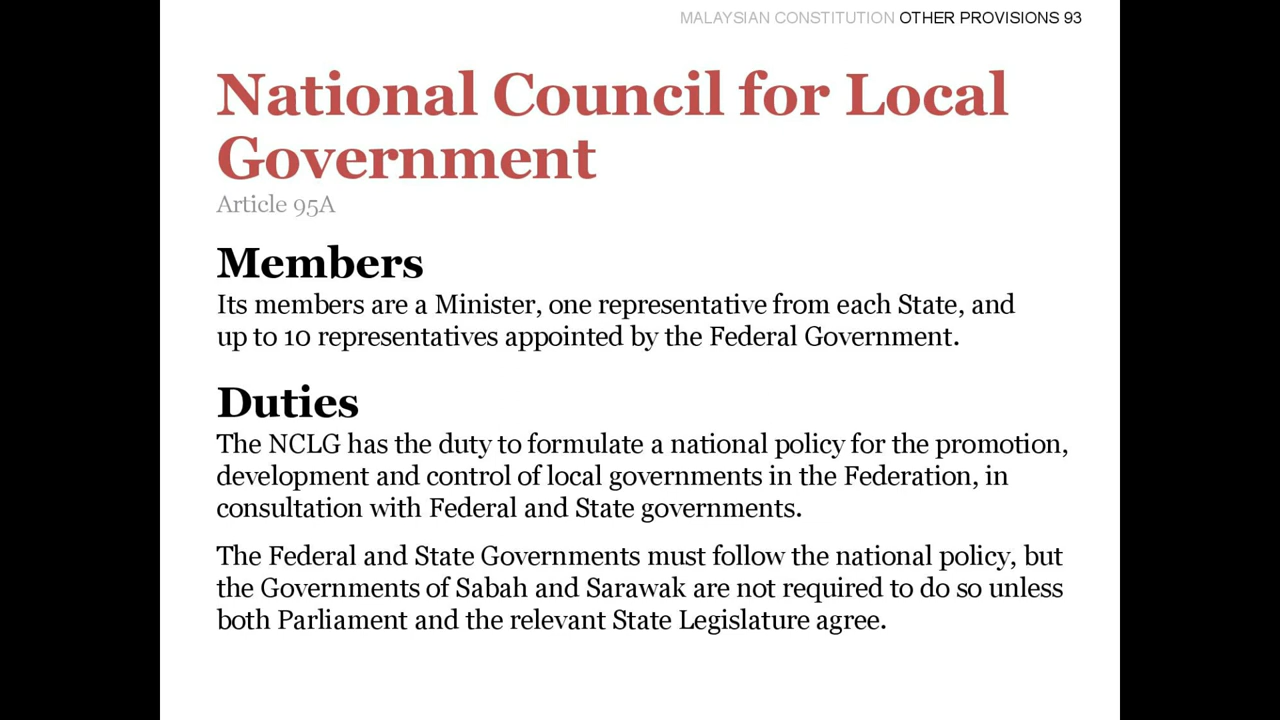 MALAYSIAN CONSTITUTION OTHER PROVISIONS 93
National Council for Local
Government
Article 95A
Members
Its members are a Minister, one representative from each State, and
up to 10 representatives appointed by the Federal Government.
Duties
The NCLG has the duty to formulate a national policy for the promotion,
development and control of local governments in the Federation, in
consultation with Federal and State governments.
The Federal and State Governments must follow the national policy, but
the Governments of Sabah and Sarawak are not required to do so unless
both Parliament and the relevant State Legislature agree.